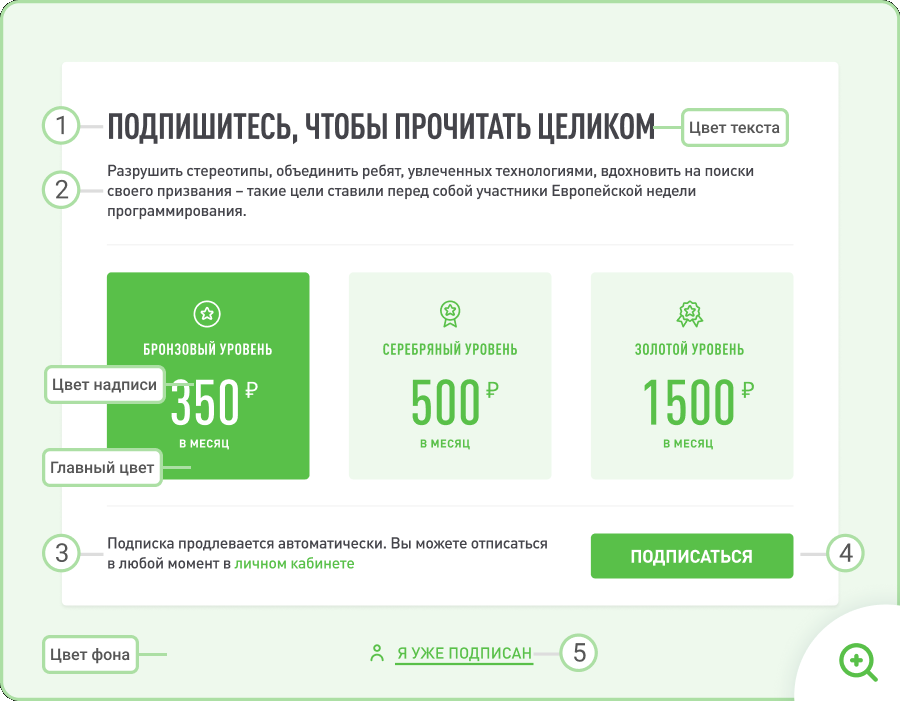 1
ПОДПИШИТЕСЬ, ЧТОБЫ ПРОЧИТАТЬ ЦЕЛИКОМ
Цвет текста
2
Разрушить стереотипы, объединить ребят, увлеченных технологиями, вдохновить на поиски
своего призвания – такие цели ставили перед собой участники Европейской недели
программирования.
БРОНЗОВЫЙ УРОВЕНЬ
350 ₽
В МЕСЯЦ
СЕРЕБРЯНЫЙ УРОВЕНЬ
500 ₽
В МЕСЯЦ
ЗОЛОТОЙ УРОВЕНЬ
1500 ₽
В МЕСЯЦ
Цвет надписи
Главный цвет
3
Подписка продлевается автоматически. Вы можете отписаться
в любой момент в личном кабинете
ПОДПИСАТЬСЯ
4
Цвет фона
Я УЖЕ ПОДПИСАН
5